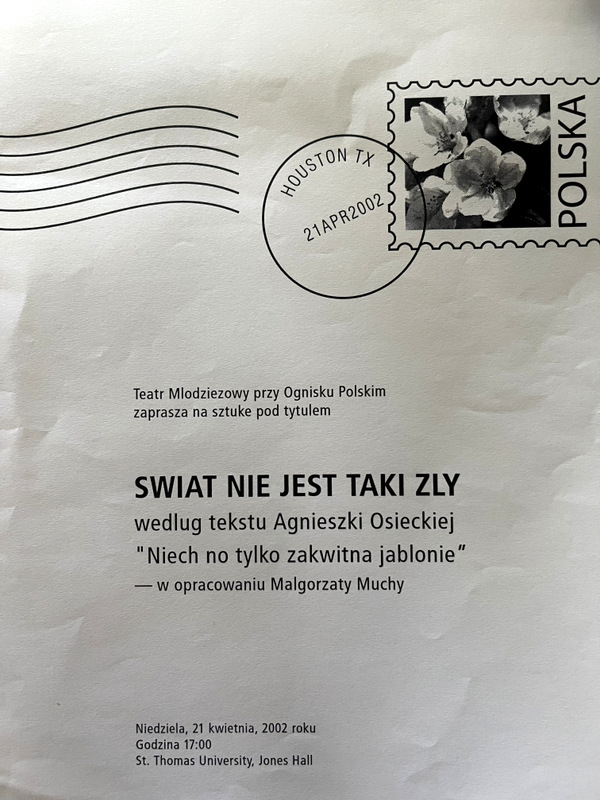 HOUSTON TX
21APR2002
POLSKA
Teatr Mlodziezowy przy Ognisku Polskim
zaprasza na sztuke pod tytulem
SWIAT NIE JEST TAKI ZLY
wedlug tekstu Agnieszki Osieckiej
"Niech no tylko zakwitna jablonie”
— w opracowaniu Malgorzaty Muchy
Niedziela, 21 kwietnia, 2002 roku
Godzina 17:00
St. Thomas University, Jones Hall